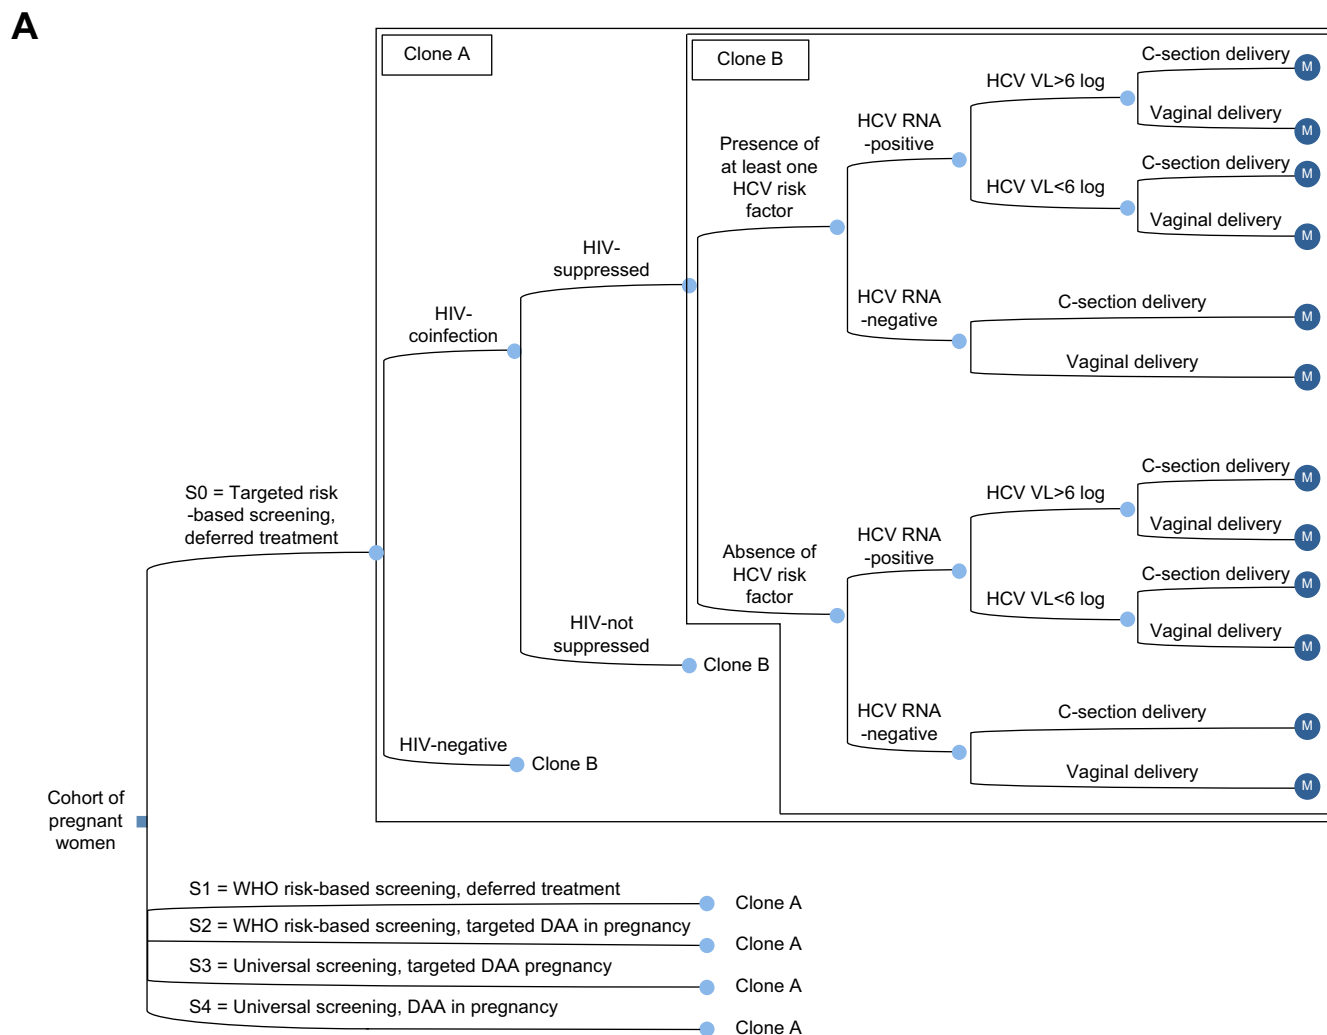 A
Clone A
Clone B
C-section delivery
M
HCV VL>6 log
Vaginal delivery
M
HCV RNA
-positive
Presence of
at least one
HCV risk
factor
C-section delivery
M
HCV VL<6 log
Vaginal delivery
M
HIV-
suppressed
HCV RNA
-negative
C-section delivery
M
Vaginal delivery
M
HIV-
coinfection
S0 = Targeted risk
-based screening,
deferred treatment
C-section delivery
M
HCV VL>6 log
Vaginal delivery
M
HCV RNA
-positive
Absence of
HCV risk
factor
C-section delivery
M
HCV VL<6 log
Vaginal delivery
M
HIV-not
suppressed
Clone B
HCV RNA
-negative
C-section delivery
M
Vaginal delivery
M
HIV-negative
Clone B
Cohort of
pregnant
women
S1 = WHO risk-based screening, deferred treatment
Clone A
S2 = WHO risk-based screening, targeted DAA in pregnancy
Clone A
S3 = Universal screening, targeted DAA pregnancy
Clone A
S4 = Universal screening, DAA in pregnancy
Clone A